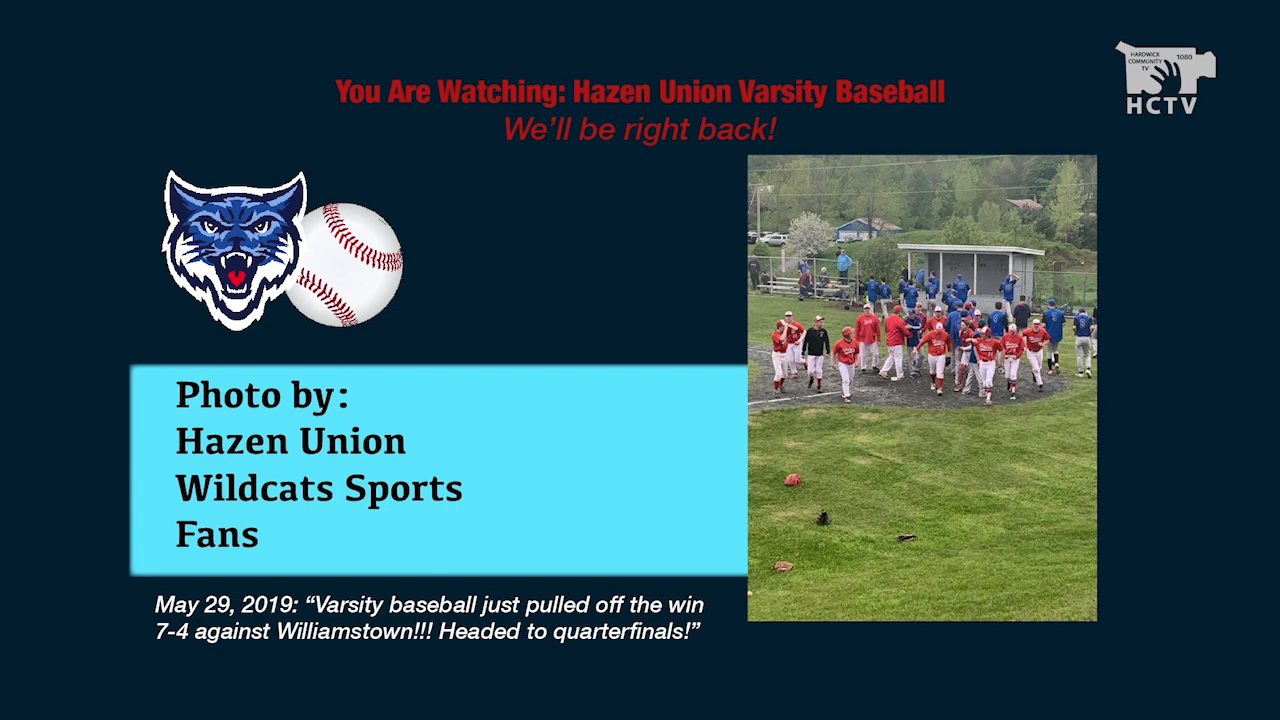 HARDWICK
COMMUNITY
TV
1080
HCTV
You Are Watching: Hazen Union Varsity Baseball
We'll be right back!
Photo by:
Hazen Union
Wildcats Sports
Fans
May 29, 2019: “Varsity baseball just pulled off the win
7-4 against Williamstown!!! Headed to quarterfinals!”